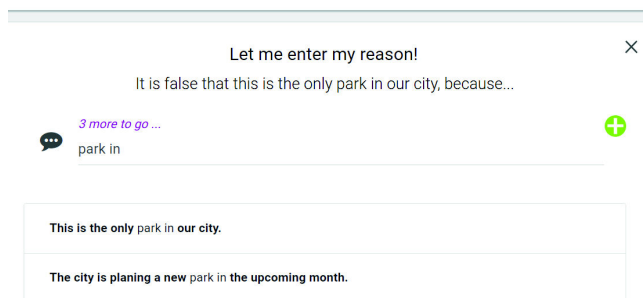 Let me enter my reason!
It is false that this is the only park in our city, because...
3 more to go ...
park in
This is the only park in our city.
The city is planing a new park in the upcoming month.